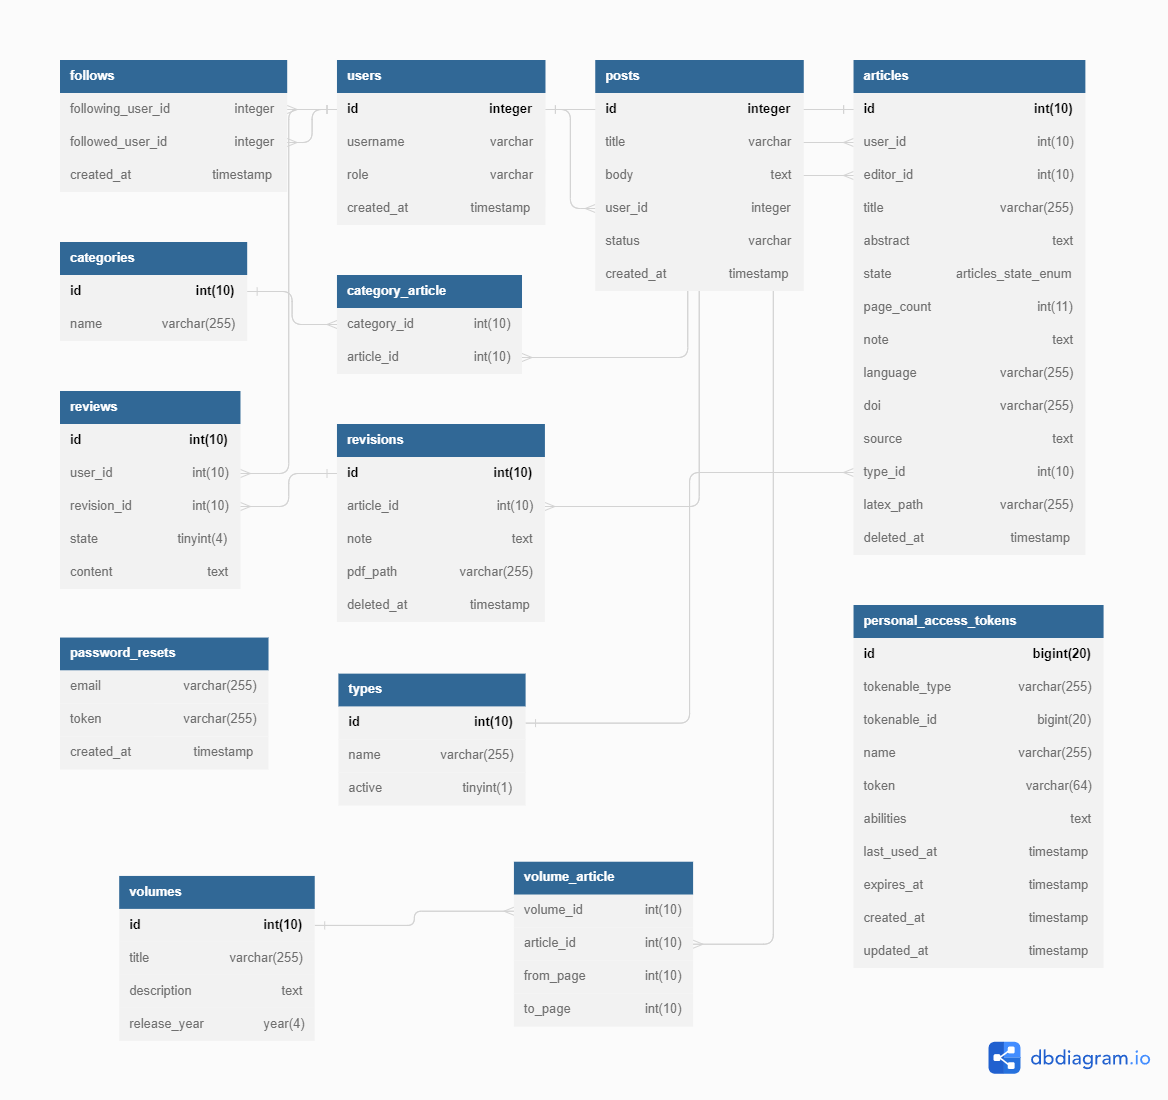 follows
following_user_id integer
followed_user_id integer
created_at timestamp
users
id integer
username varchar
role varchar
created_at timestamp
posts
id integer
title varchar
body text
user_id integer
status varchar
created_at timestamp
articles
id int(10)
user_id int(10)
editor_id int(10)
title varchar(255)
abstract text
state articles_state_enum
page_count int(11)
note text
language varchar(255)
doi varchar(255)
source text
type_id int(10)
latex_path varchar(255)
deleted_at timestamp
categories
id int(10)
name varchar(255)
category_article
category_id int(10)
article_id int(10)
reviews
id int(10)
user_id int(10)
revision_id int(10)
state tinyint(4)
content text
revisions
id int(10)
article_id int(10)
note text
pdf_path varchar(255)
deleted_at timestamp
password_resets
email varchar(255)
token varchar(255)
created_at timestamp
types
id int(10)
name varchar(255)
active tinyint(1)
personal_access_tokens
id bigint(20)
tokenable_type varchar(255)
tokenable_id bigint(20)
name varchar(255)
token varchar(64)
abilities text
last_used_at timestamp
expires_at timestamp
created_at timestamp
updated_at timestamp
volumes
id int(10)
title varchar(255)
description text
release_year year(4)
volume_article
volume_id int(10)
article_id int(10)
from_page int(10)
to_page int(10)
dbdiagram.io